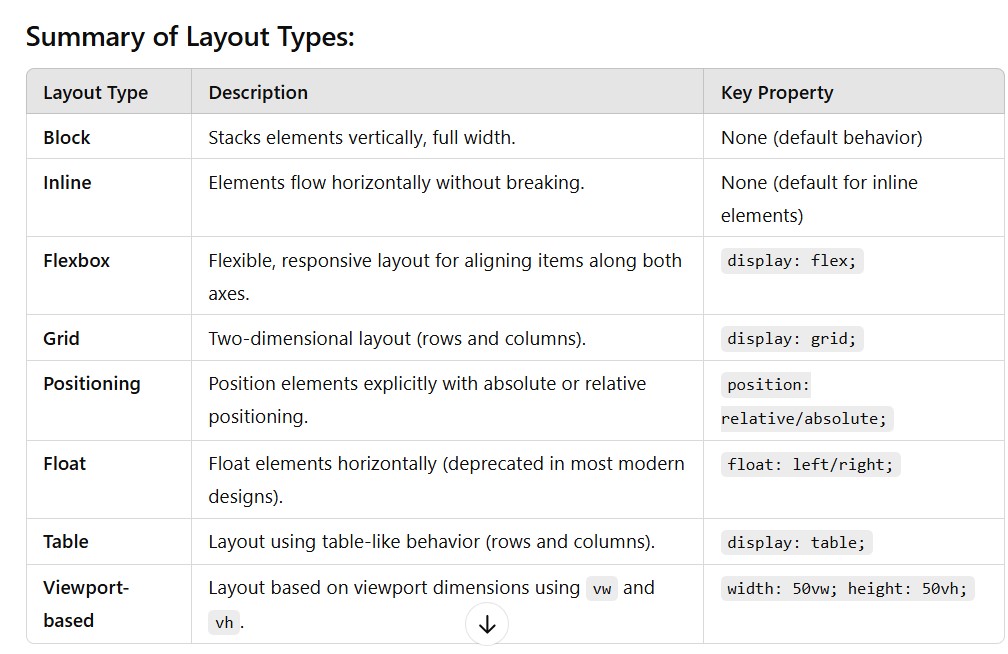 Summary of Layout Types:
Layout Type Description Key Property
Block Stacks elements vertically, full width. None (default behavior)
Inline Elements flow horizontally without breaking. None (default for inline
elements)
Flexbox Flexible, responsive layout for aligning items along both display: flex;
axes.
Grid Two-dimensional layout (rows and columns). display: grid;
Positioning Position elements explicitly with absolute or relative position:
positioning. relative/absolute;
Float Float elements horizontally (deprecated in most modern float: left/right;
designs).
Table Layout using table-like behavior (rows and columns). display: table;
Viewport- Layout based on viewport dimensions using vw and width: 50vw; height: 50vh;
based vh.